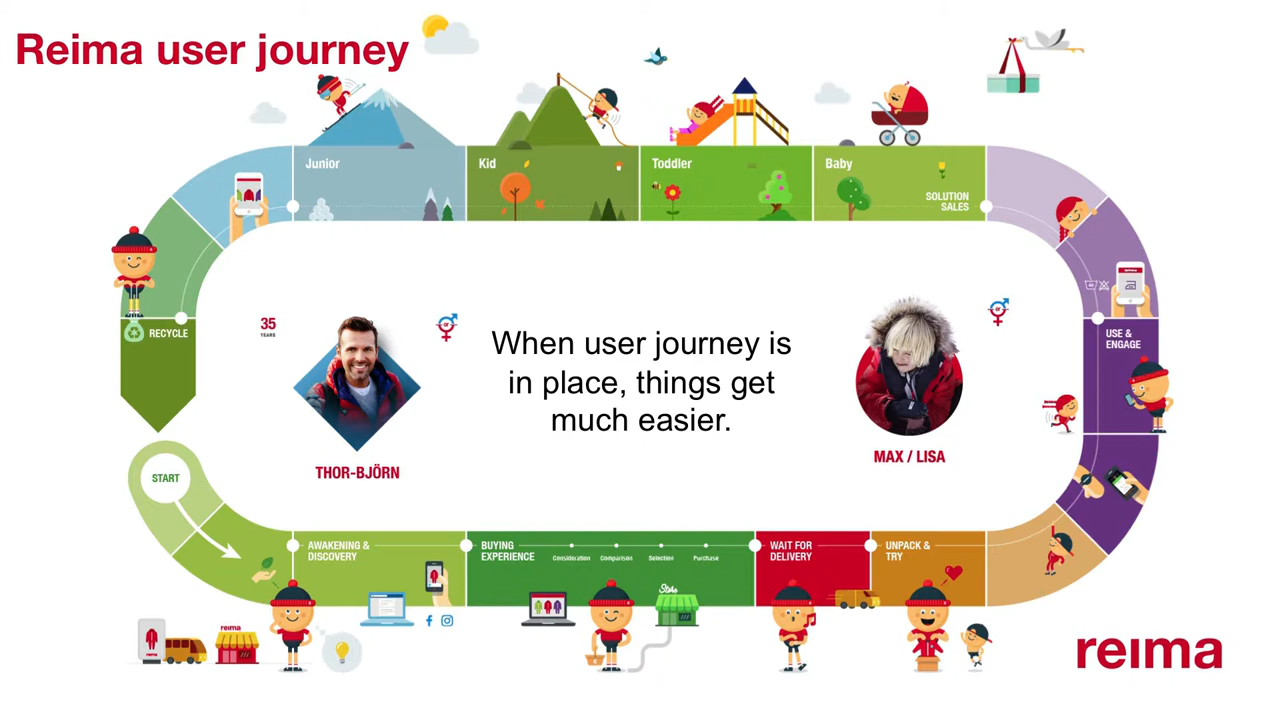 Reima user journey
Junior
Kid
Toddler
Baby
SOLUTION
SALES
RECYCLE
35
YEARS
or
When user journey is
in place, things get
much easier.
or
USE &
ENGAGE
THOR-BJÖRN
MAX / LISA
START
AWAKENING &
DISCOVERY
BUYING
EXPERIENCE
Consideration
Comparison
Selection
Purchase
WAIT FOR
DELIVERY
UNPACK &
TRY
Store
reima
reima